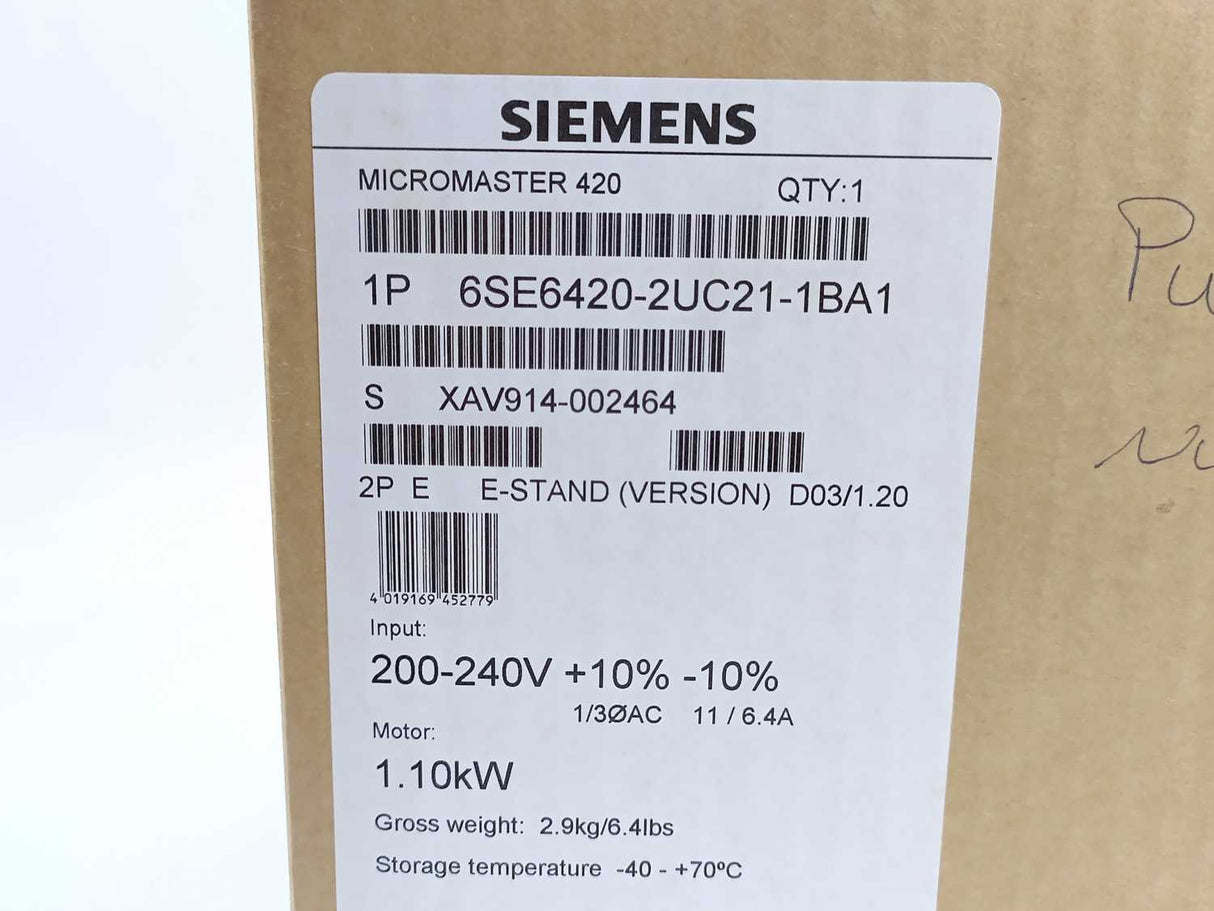 SIEMENS
MICROMASTER 420 QTY:1
1P 6SE6420-2UC21-1BA1
S XAV914-002464
2P E E-STAND (VERSION) D03/1.20
4 019169 452779
Input:
200-240V +10% -10%
1/3ØAC 11 / 6.4A
Motor:
1.10kW
Gross weight: 2.9kg/6.4lbs
Storage temperature -40 - +70ºC